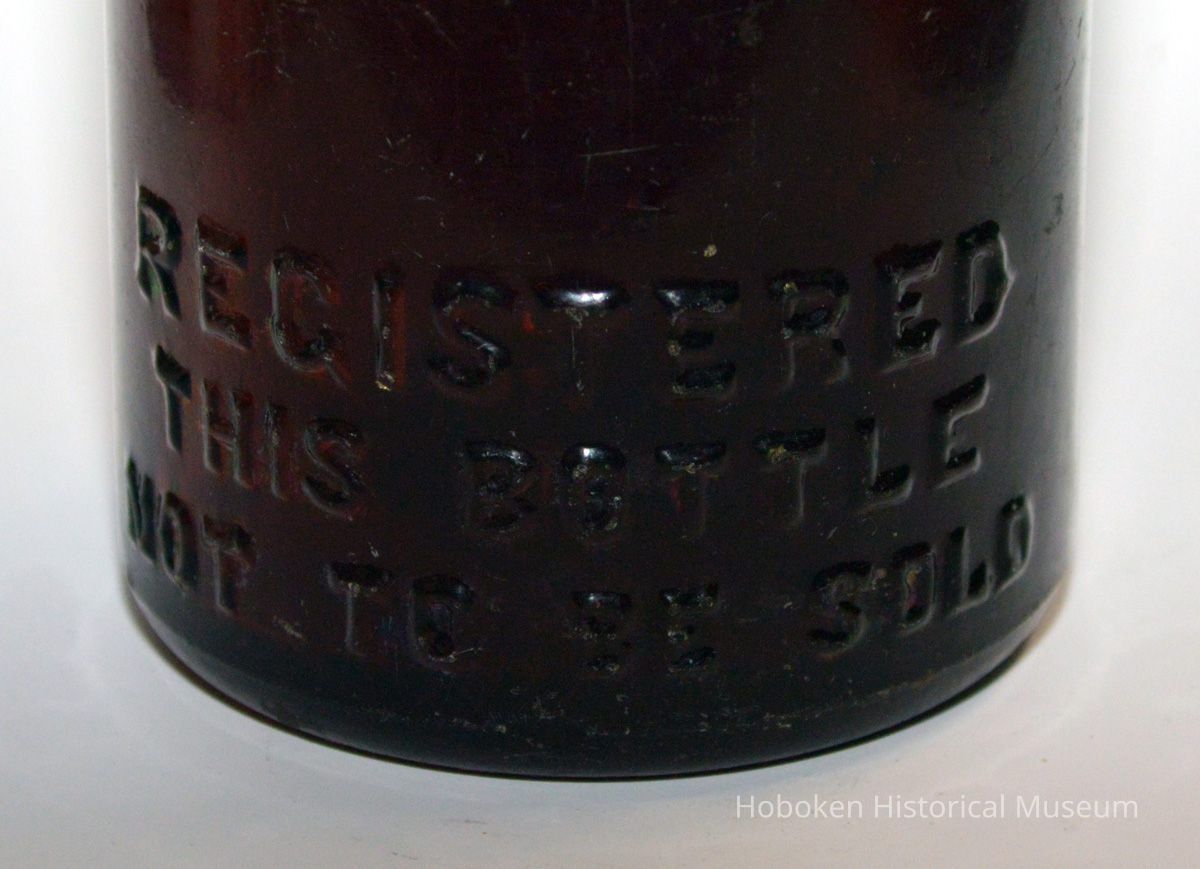 REGISTERED
THIS BOTTLE
NOT TO BE SOLD
Hoboken Historical Museum